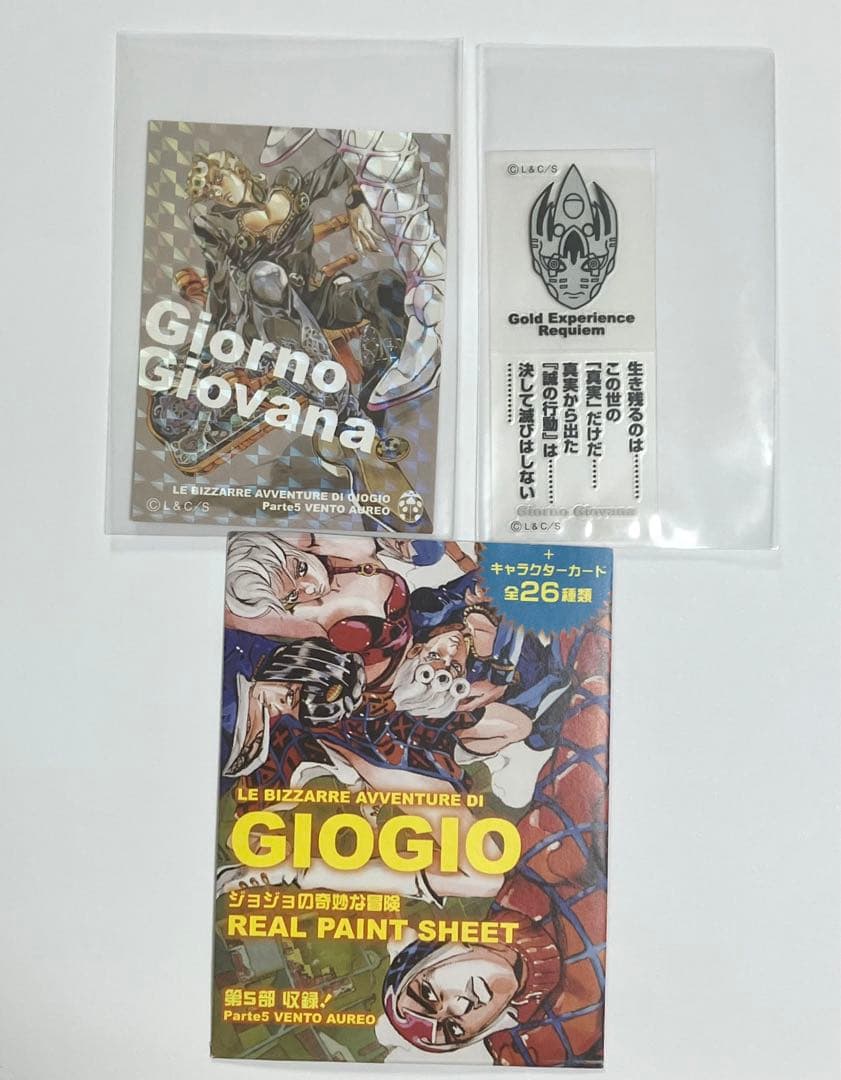 Giorno
Giovana
LE BIZZARRE AVVENTURE DI GIOGIO
Parte5 VENTO AUREO
Ⓒ L & C/S
Ⓒ L & C/S
Gold Experience
Requiem
生き残るのは………
この世の
「真実」だけだ……
真実から出た
『誠の行動』は……
決して滅びはしない
…………
Giorno Giovana
Ⓒ L & C/S
+
キャラクターカード
全26種類
LE BIZZARRE AVVENTURE DI
GIOGIO
ジョジョの奇妙な冒険
REAL PAINT SHEET
第5部 収録!
Parte5 VENTO AUREO